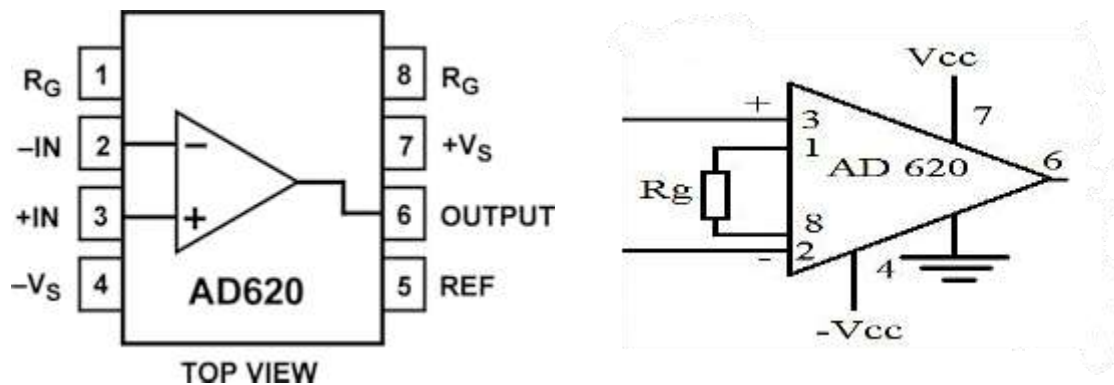 RG 1 8 RG
–IN 2 – 7 +VS
+IN 3 + 6 OUTPUT
–VS 4 AD620 5 REF
TOP VIEW
Vcc
+ 3 7
1 AD 620 6
Rg
8
- 2 4
-Vcc